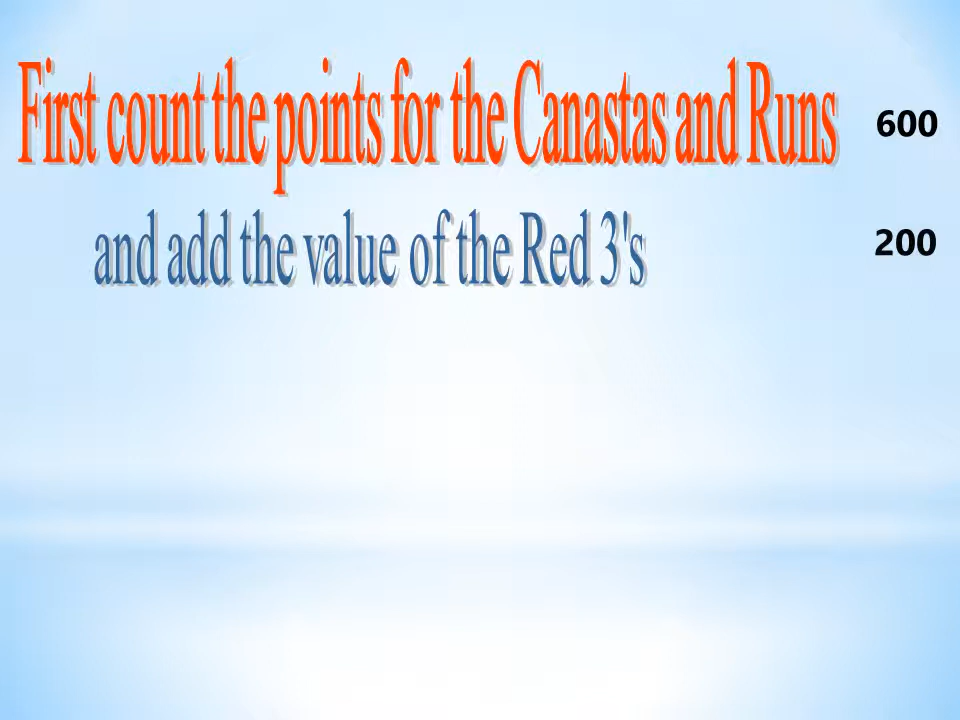 First count the points for the Canastas and Runs 600
and add the value of the Red 3's 200